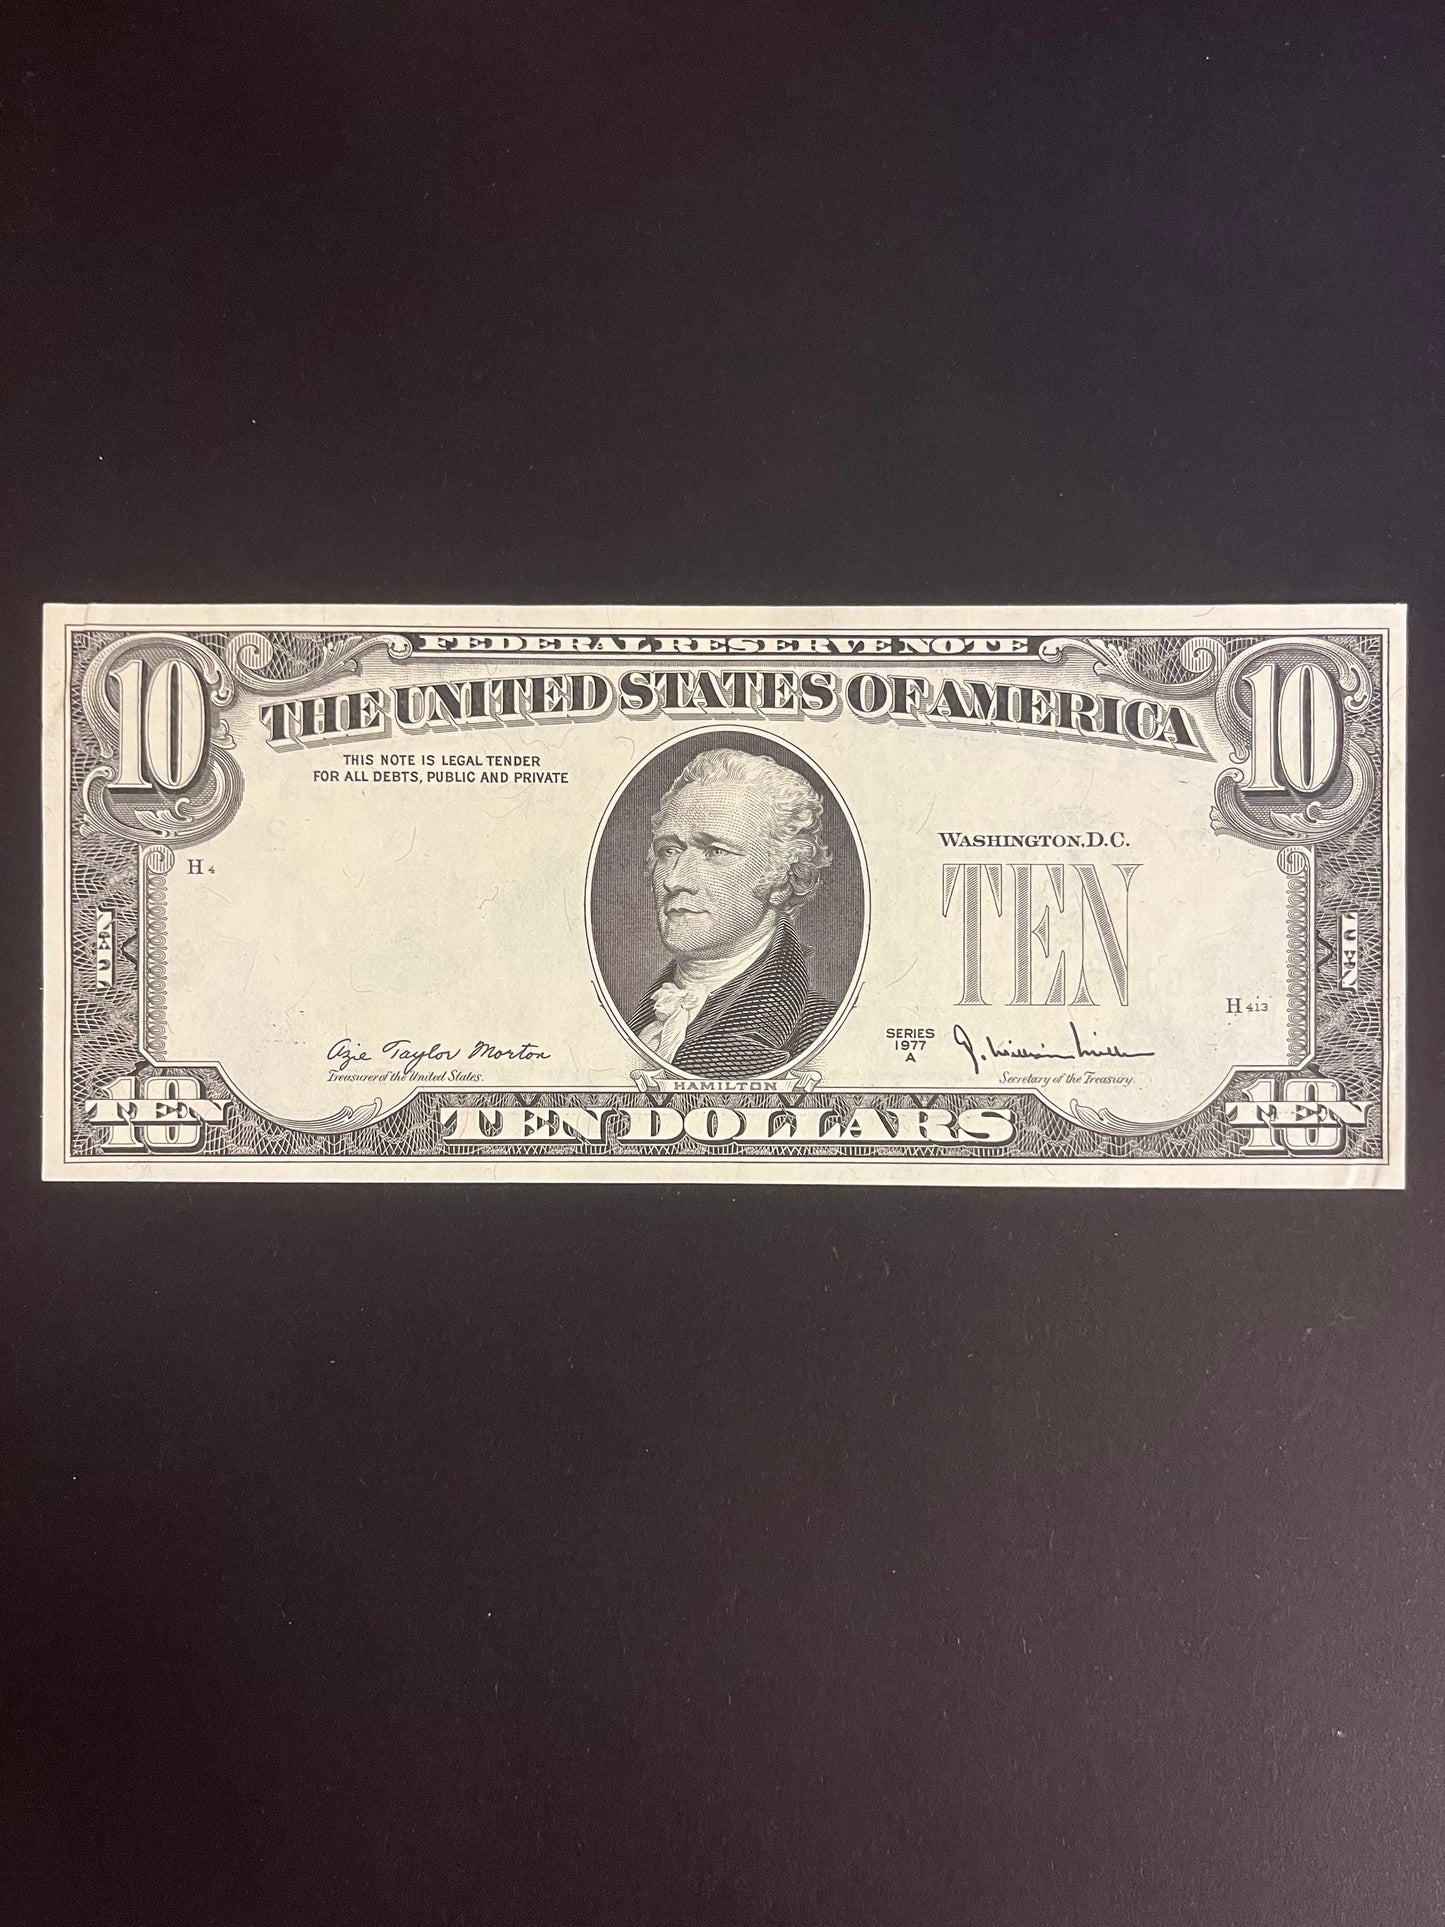 FEDERAL RESERVE NOTE
THE UNITED STATES OF AMERICA
10
10
THIS NOTE IS LEGAL TENDER
FOR ALL DEBTS, PUBLIC AND PRIVATE
WASHINGTON, D.C.
H 4
TEN
TEN
TEN
H 413
Azie Taylor Morton
Treasurer of the United States.
SERIES
1977
A
Secretary of the Treasury.
HAMILTON
10
TEN
TEN DOLLARS
10
TEN